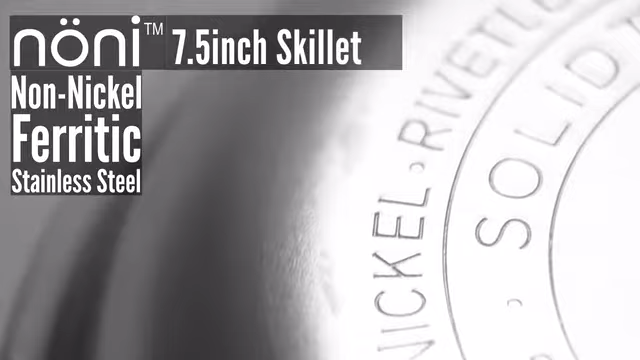 nöni™ 7.5inch Skillet
Non-Nickel
Ferritic
Stainless Steel
NICKEL · RIVETLE
SOLID